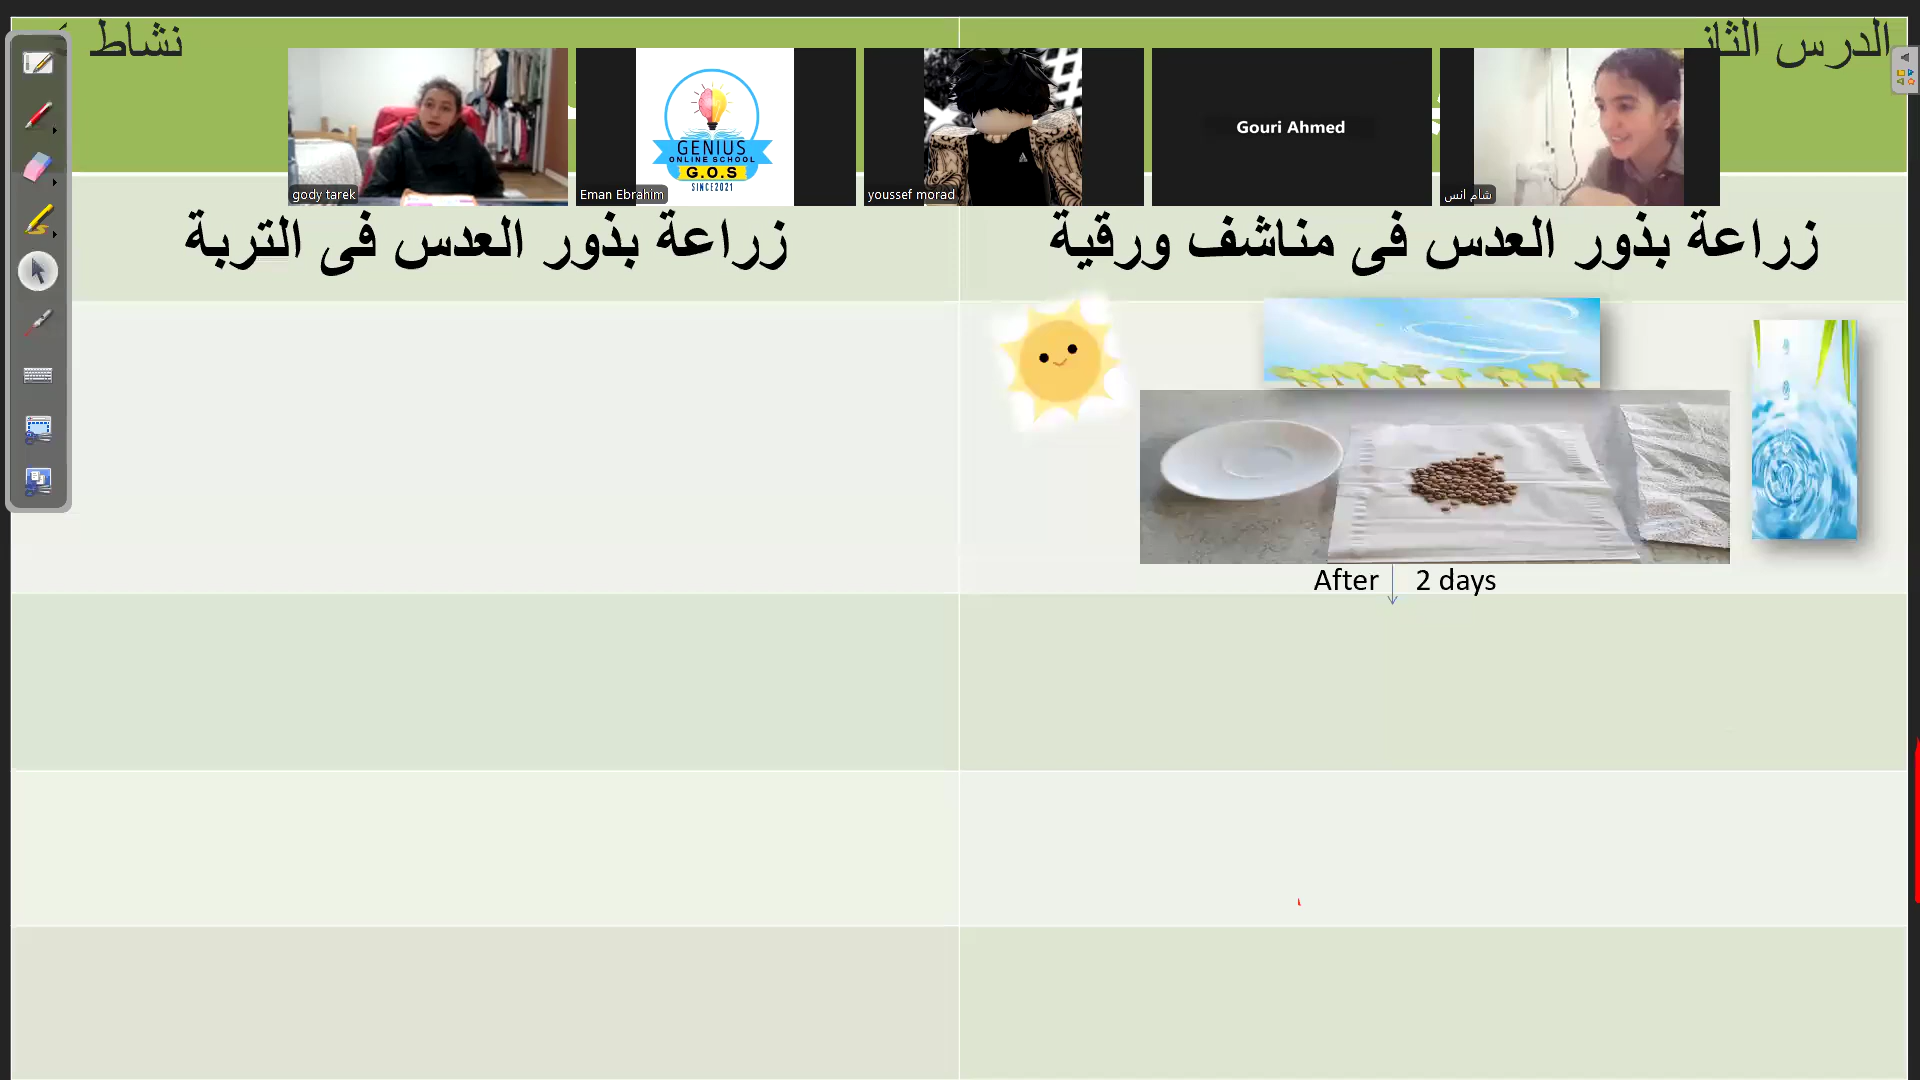 الدرس الثانى
نشاط
gody tarek
GENIUS
ONLINE SCHOOL
G.O.S
SINCE2021
Eman Ebrahim
youssef morad
Gouri Ahmed
شام انس
زراعة بذور العدس فى مناشف ورقية
زراعة بذور العدس فى التربة
After 2 days